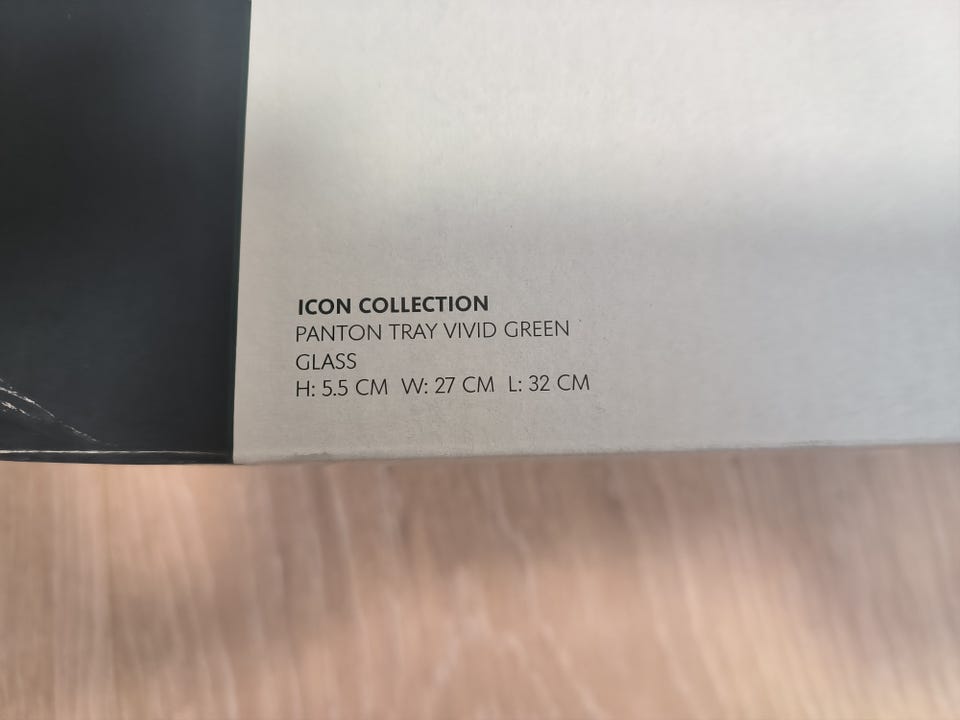 ICON COLLECTION
PANTON TRAY VIVID GREEN
GLASS
H: 5.5 CM W: 27 CM L: 32 CM